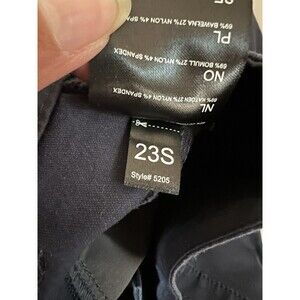 PL
69% BAWELNA 27% NYLON 4% SPANDEX
NO
69% BOMULL 27% NYLON 4% SPANDEX
NL
69% KATOEN 27% NYLON 4% SPANDEX
23S
Style# 5205